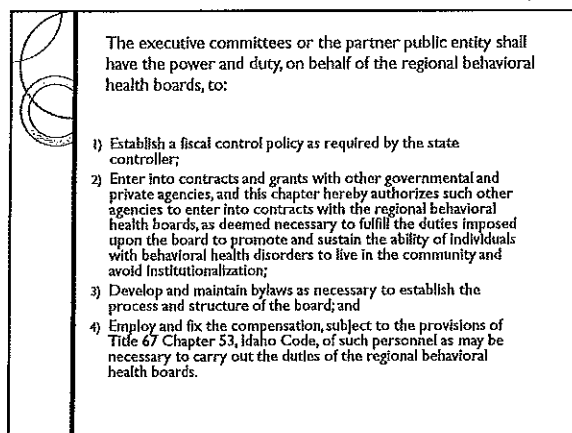 The executive committees or the partner public entity shall
have the power and duty, on behalf of the regional behavioral
health boards, to:
1) Establish a fiscal control policy as required by the state
controller;
2) Enter into contracts and grants with other governmental and
private agencies, and this chapter hereby authorizes such other
agencies to enter into contracts with the regional behavioral
health boards, as deemed necessary to fulfill the duties imposed
upon the board to promote and sustain the ability of individuals
with behavioral health disorders to live in the community and
avoid institutionalization;
3) Develop and maintain bylaws as necessary to establish the
process and structure of the board; and
4) Employ and fix the compensation, subject to the provisions of
Title 67 Chapter 53, Idaho Code, of such personnel as may be
necessary to carry out the duties of the regional behavioral
health boards.